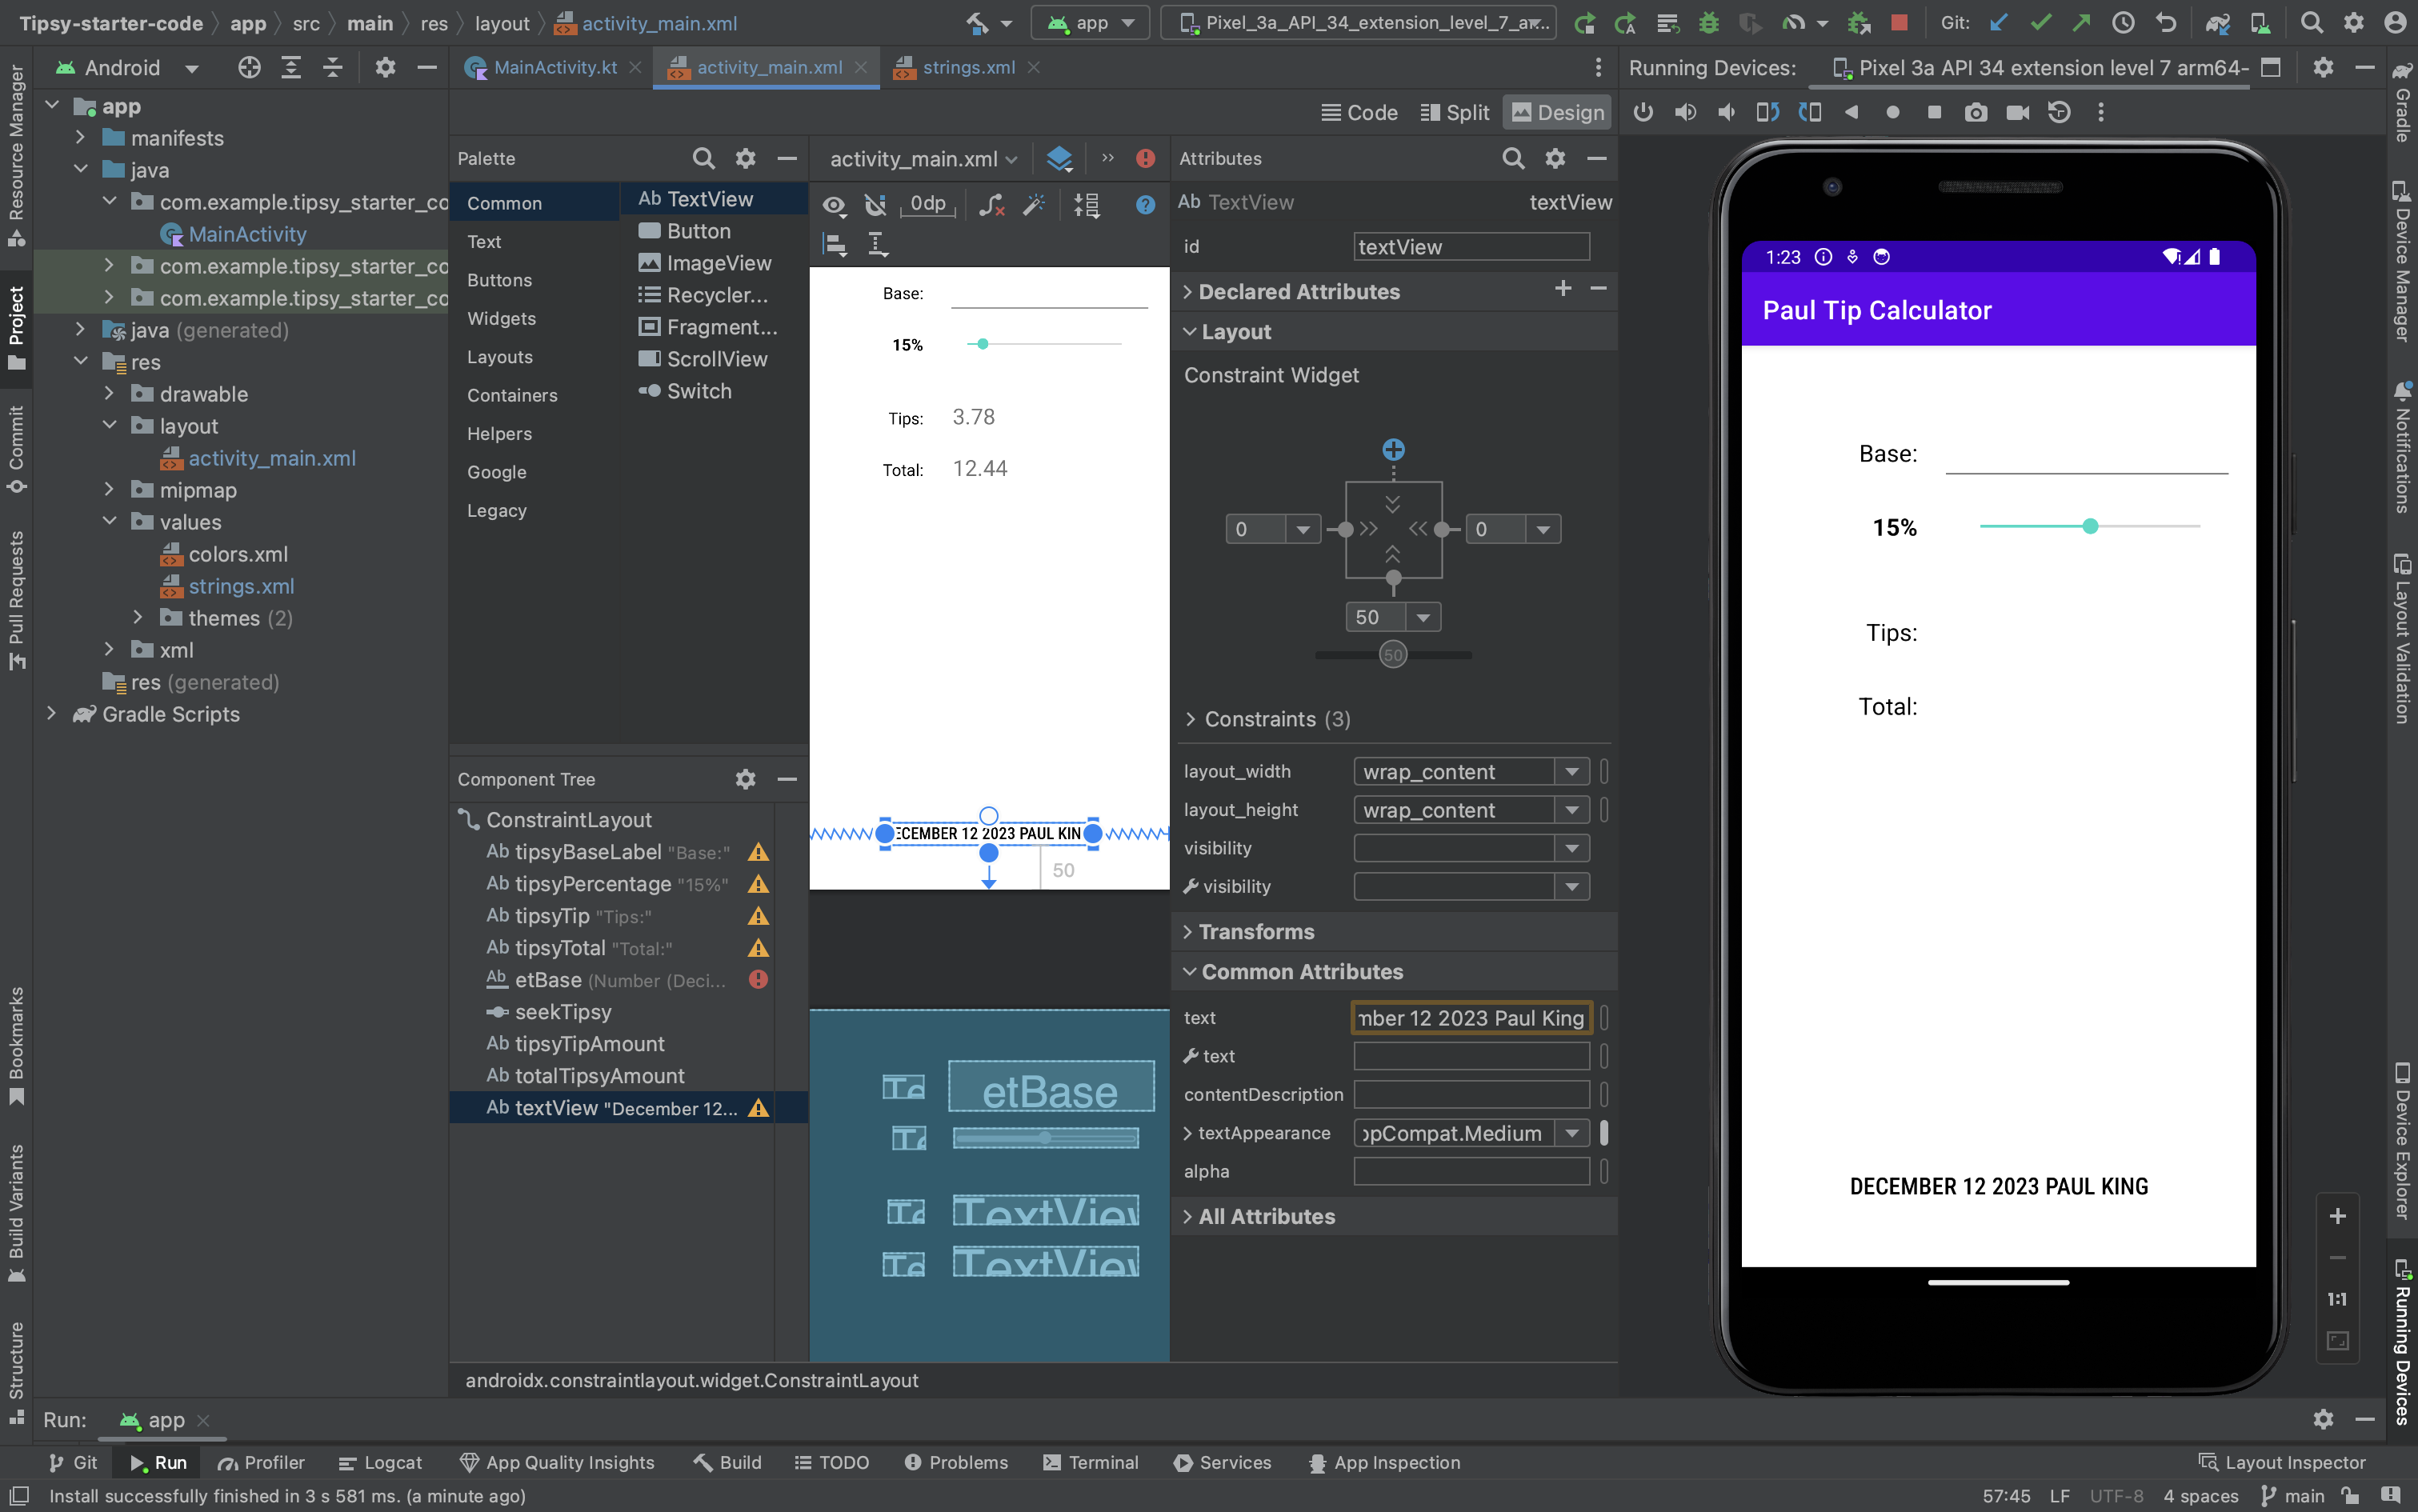 Tipsy-starter-code app src main res layout activity_main.xml
app Pixel_3a_API_34_extension_level_7_ar... Git:
Android
MainActivity.kt activity_main.xml strings.xml
Running Devices: Pixel 3a API 34 extension level 7 arm64-
Code Split Design
Resource Manager
Project
Commit
Pull Requests
Bookmarks
Build Variants
Structure
app
manifests
java
com.example.tipsy_starter_co
MainActivity
com.example.tipsy_starter_co
com.example.tipsy_starter_co
java (generated)
res
drawable
layout
activity_main.xml
mipmap
values
colors.xml
strings.xml
themes (2)
xml
res (generated)
Gradle Scripts
Palette
Common
Text
Buttons
Widgets
Layouts
Containers
Helpers
Google
Legacy
Ab TextView
Button
ImageView
Recycler...
Fragment...
ScrollView
Switch
Component Tree
ConstraintLayout
Ab tipsyBaseLabel "Base:"
Ab tipsyPercentage "15%"
Ab tipsyTip "Tips:"
Ab tipsyTotal "Total:"
Ab etBase (Number (Deci...
seekTipsy
Ab tipsyTipAmount
Ab totalTipsyAmount
Ab textView "December 12...
activity_main.xml
0dp
Base:
15%
Tips: 3.78
Total: 12.44
ECEMBER 12 2023 PAUL KIN
50
etBase
TextView
TextView
androidx.constraintlayout.widget.ConstraintLayout
Attributes
Ab TextView textView
id textView
Declared Attributes
Layout
Constraint Widget
0 0
50
50
Constraints (3)
layout_width wrap_content
layout_height wrap_content
visibility
visibility
Transforms
Common Attributes
text mber 12 2023 Paul King
text
contentDescription
textAppearance ppCompat.Medium
alpha
All Attributes
1:23
Paul Tip Calculator
Base:
15%
Tips:
Total:
DECEMBER 12 2023 PAUL KING
1:1
Gradle
Device Manager
Notifications
Layout Validation
Device Explorer
Running Devices
Run: app
Git Run Profiler Logcat App Quality Insights Build TODO Problems Terminal Services App Inspection Layout Inspector
Install successfully finished in 3 s 581 ms. (a minute ago) 57:45 LF UTF-8 4 spaces main